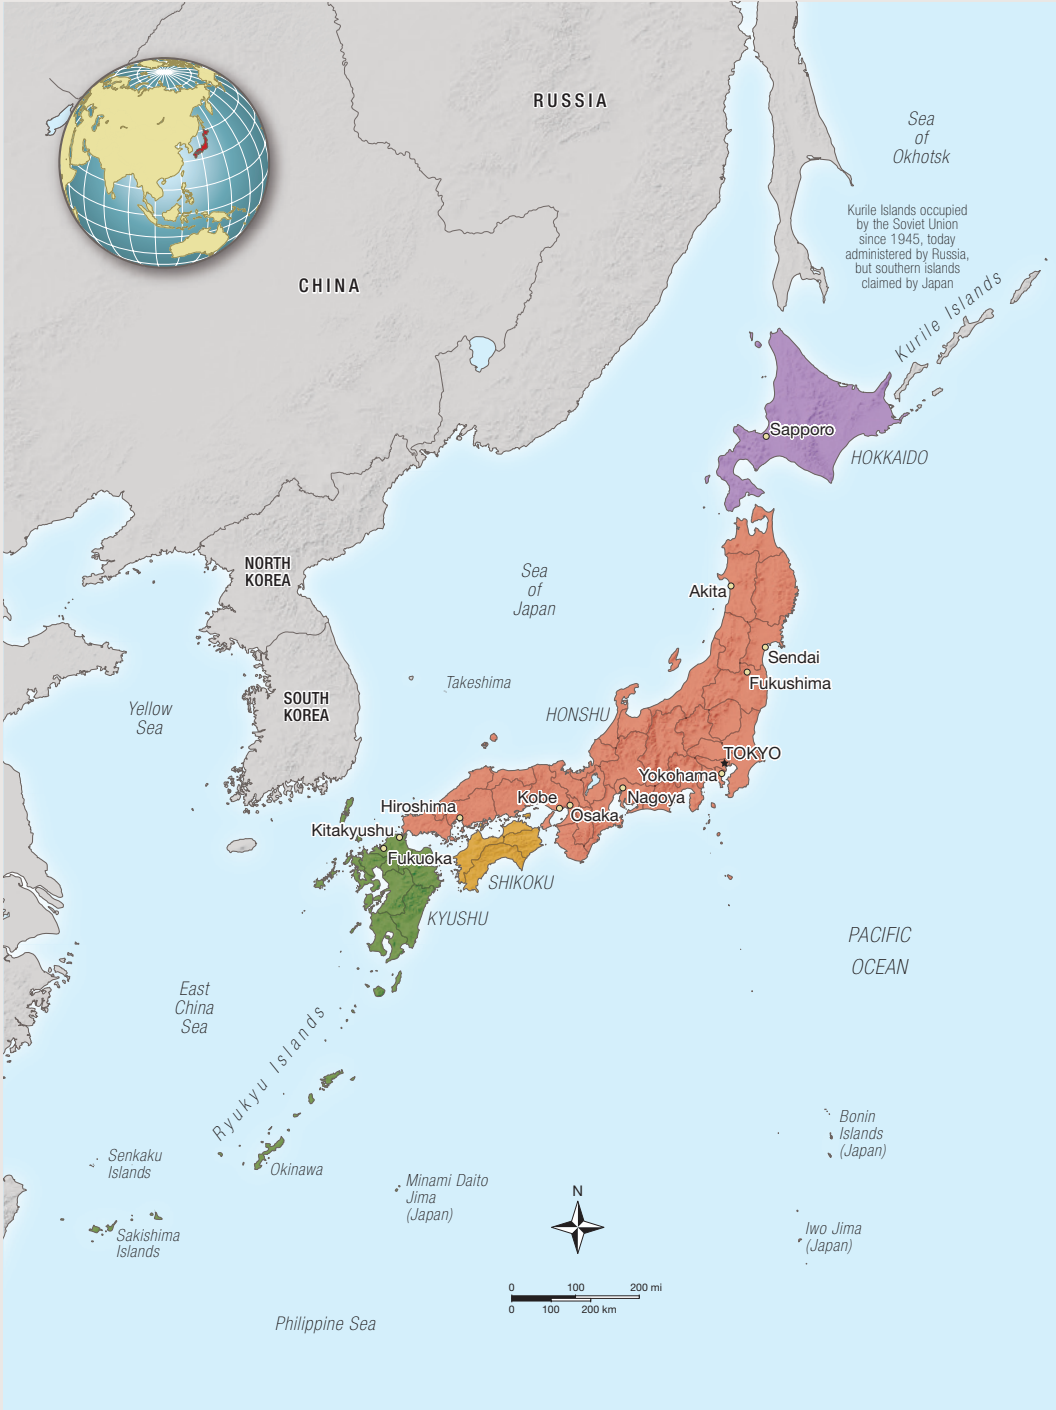 RUSSIA
Sea
of
Okhotsk
Kurile Islands occupied
by the Soviet Union
since 1945, today
administered by Russia,
but southern islands
claimed by Japan
CHINA
Kurile Islands
Sapporo
HOKKAIDO
NORTH
KOREA
Sea
of
Japan
Akita
Sendai
Fukushima
Takeshima
SOUTH
KOREA
Yellow
Sea
HONSHU
TOKYO
Yokohama
Nagoya
Kobe
Osaka
Hiroshima
Kitakyushu
Fukuoka
SHIKOKU
KYUSHU
PACIFIC
OCEAN
East
China
Sea
Ryukyu Islands
Bonin
Islands
(Japan)
Senkaku
Islands
Okinawa
Minami Daito
Jima
(Japan)
N
Sakishima
Islands
Iwo Jima
(Japan)
0 100 200 mi
0 100 200 km
Philippine Sea